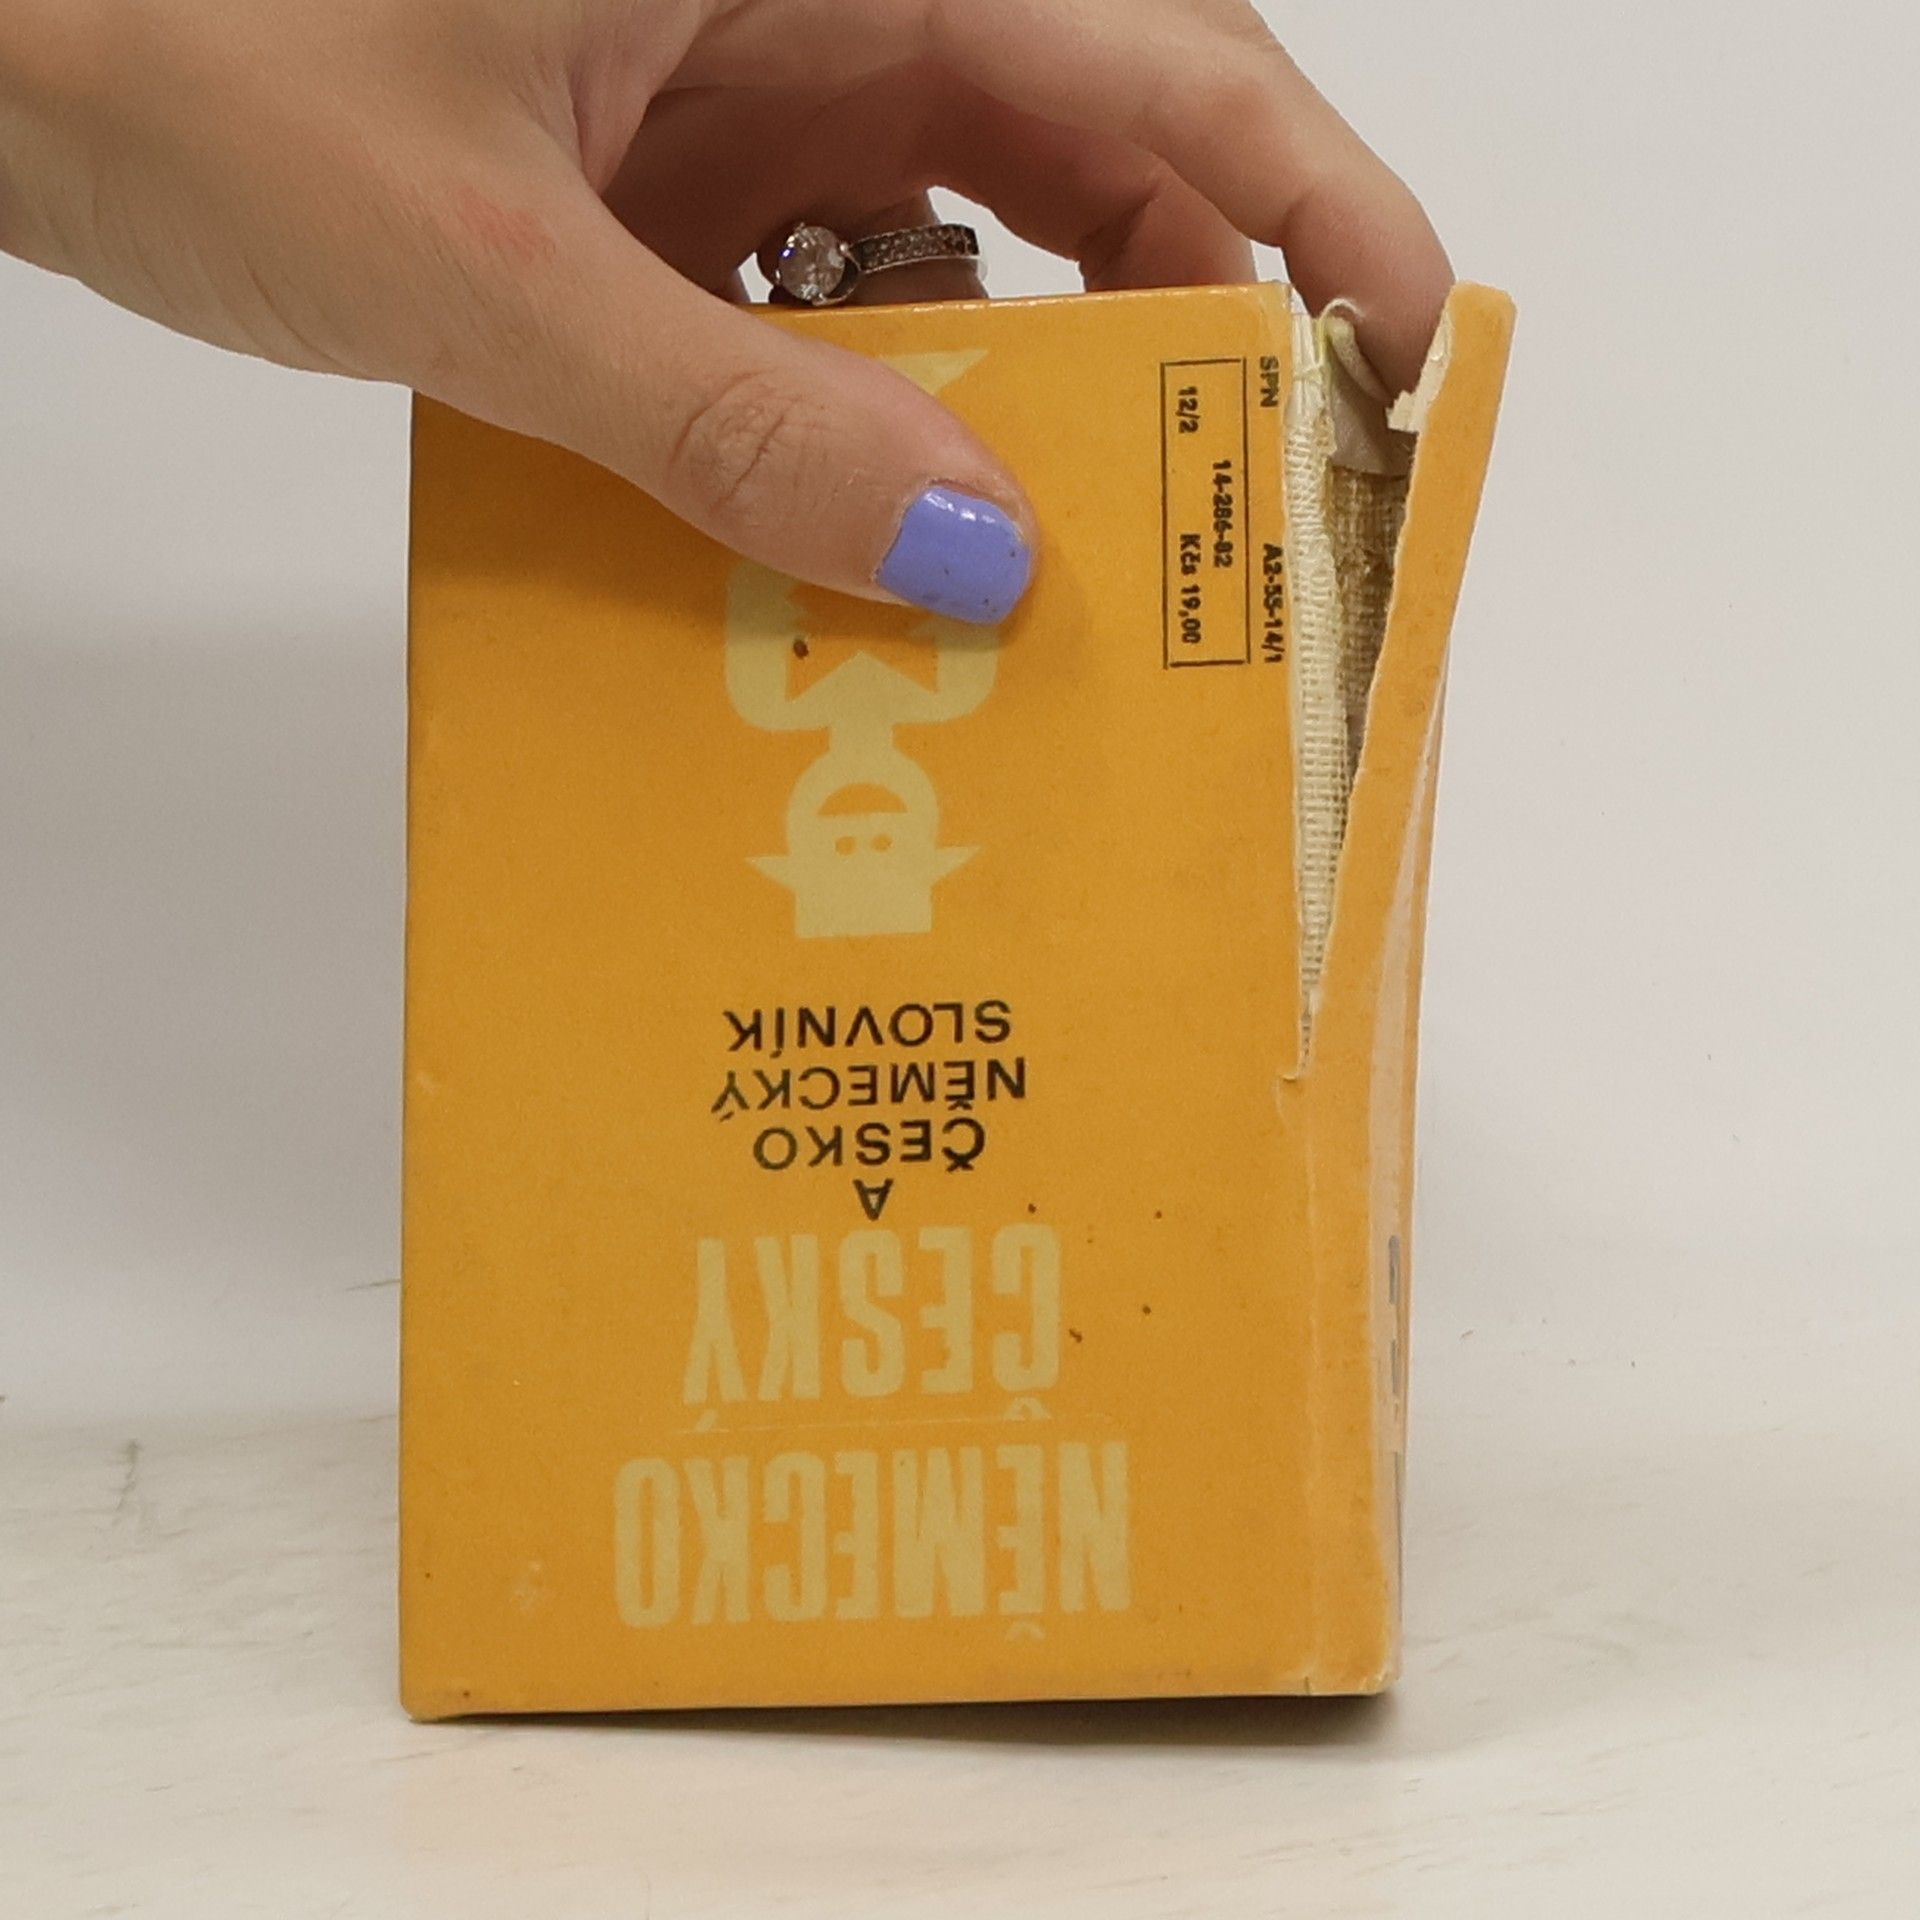 NĚMECKO
ČESKÝ
A
ČESKO
NĚMECKÝ
SLOVNÍK
SPN A2-55-14/1
14-286-82
12/2 Kčs 19,00